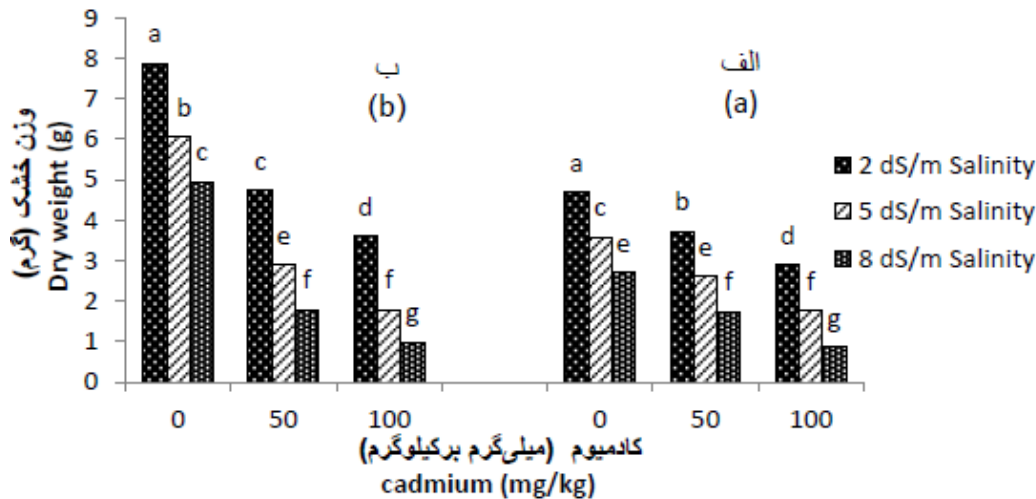 9
8
7
6
5
4
3
2
1
0
وزن خشک (گرم)
Dry weight (g)
ب
(b)
a
b
c
c
e
f
d
f
g
الف
(a)
a
c
e
b
e
f
d
f
g
2 dS/m Salinity
5 dS/m Salinity
8 dS/m Salinity
0 50 100 0 50 100
کادمیوم (میلی‌گرم برکیلوگرم)
cadmium (mg/kg)